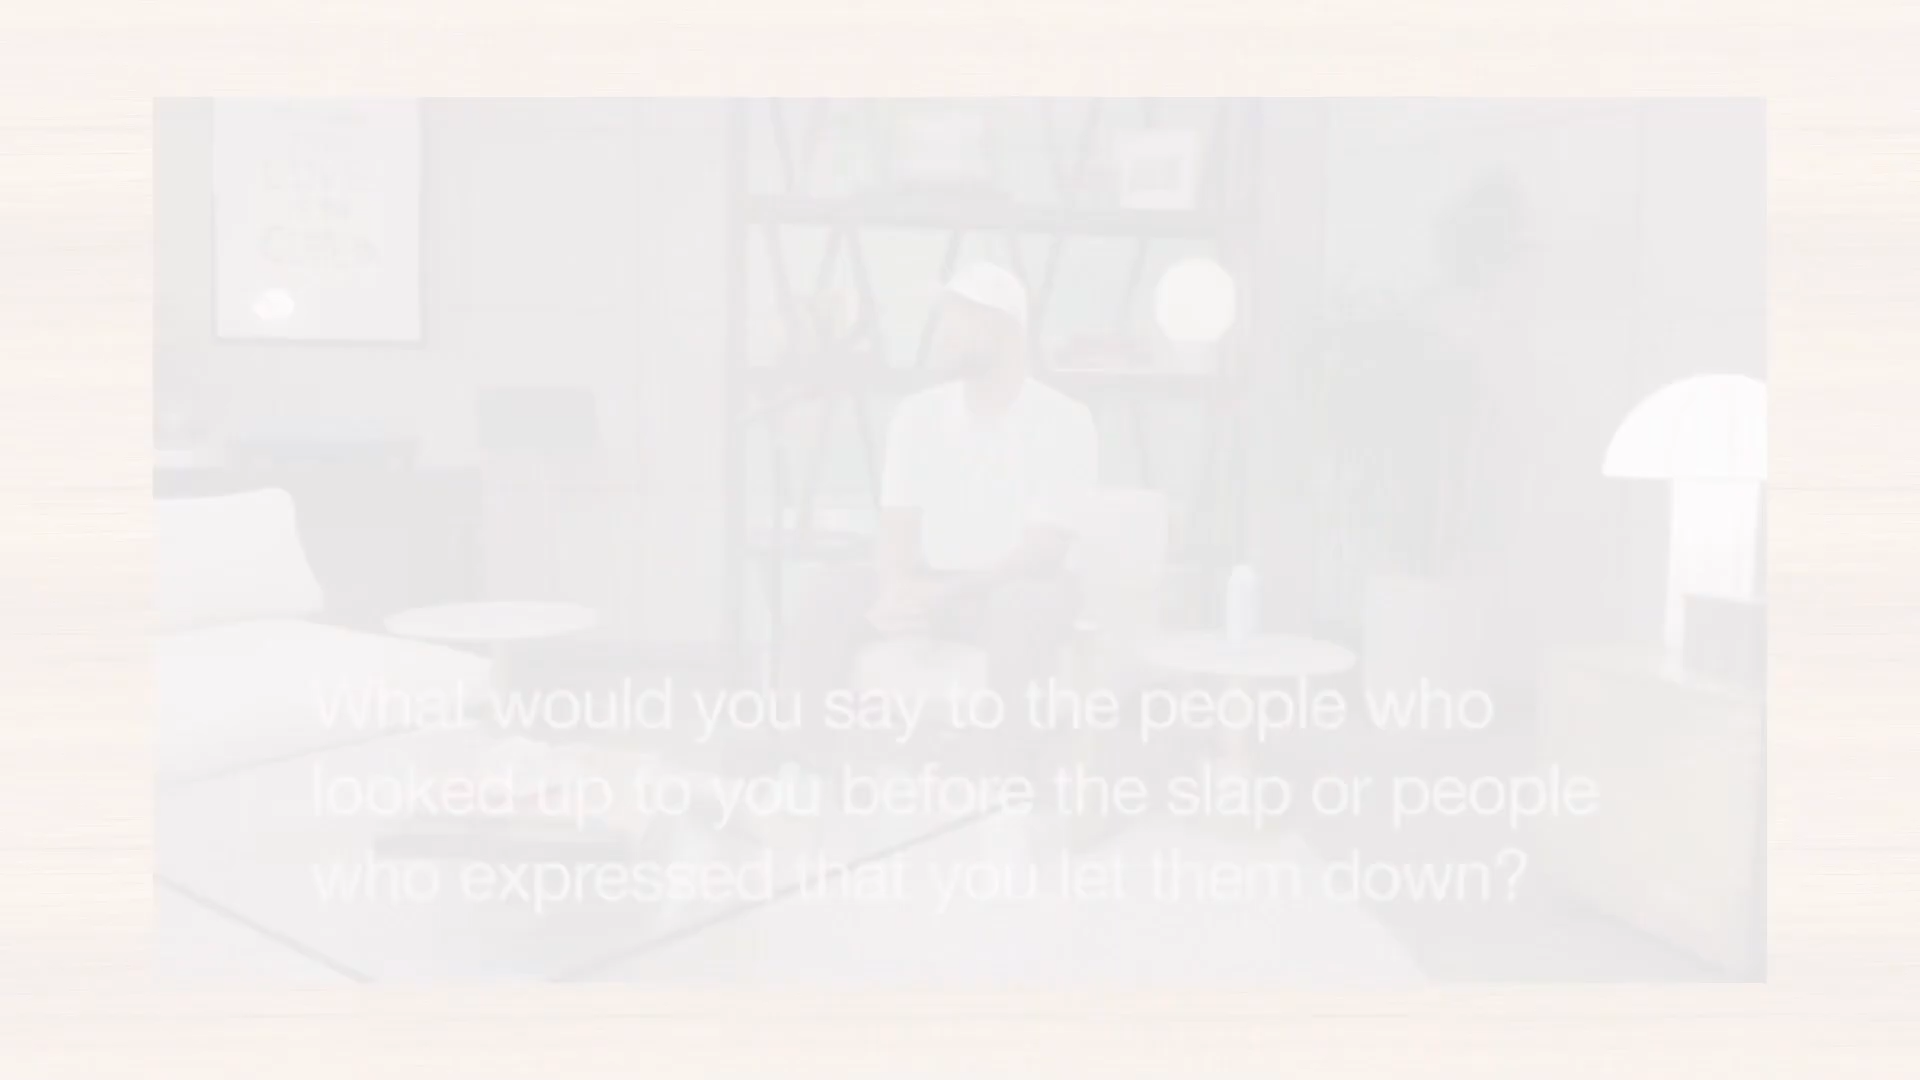 What would you say to the people who
looked up to you before the slap or people
who expressed that you let them down?